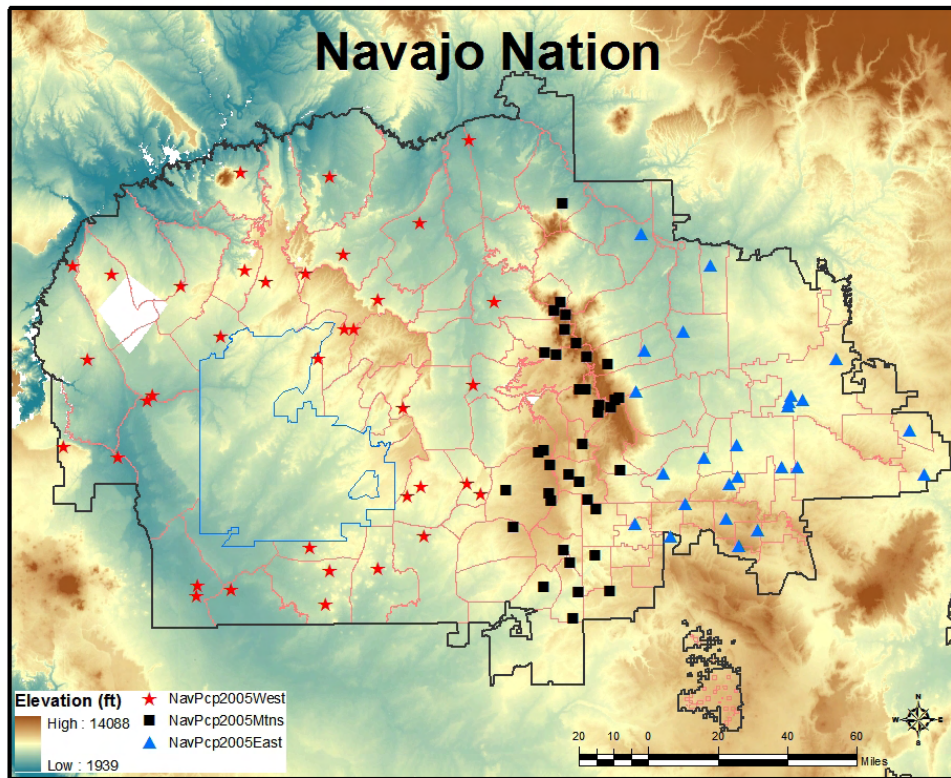 Navajo Nation
Elevation (ft)
High : 14088
Low : 1939
NavPcp2005West
NavPcp2005Mtns
NavPcp2005East
N
W E
S
20 10 0 20 40 60
Miles